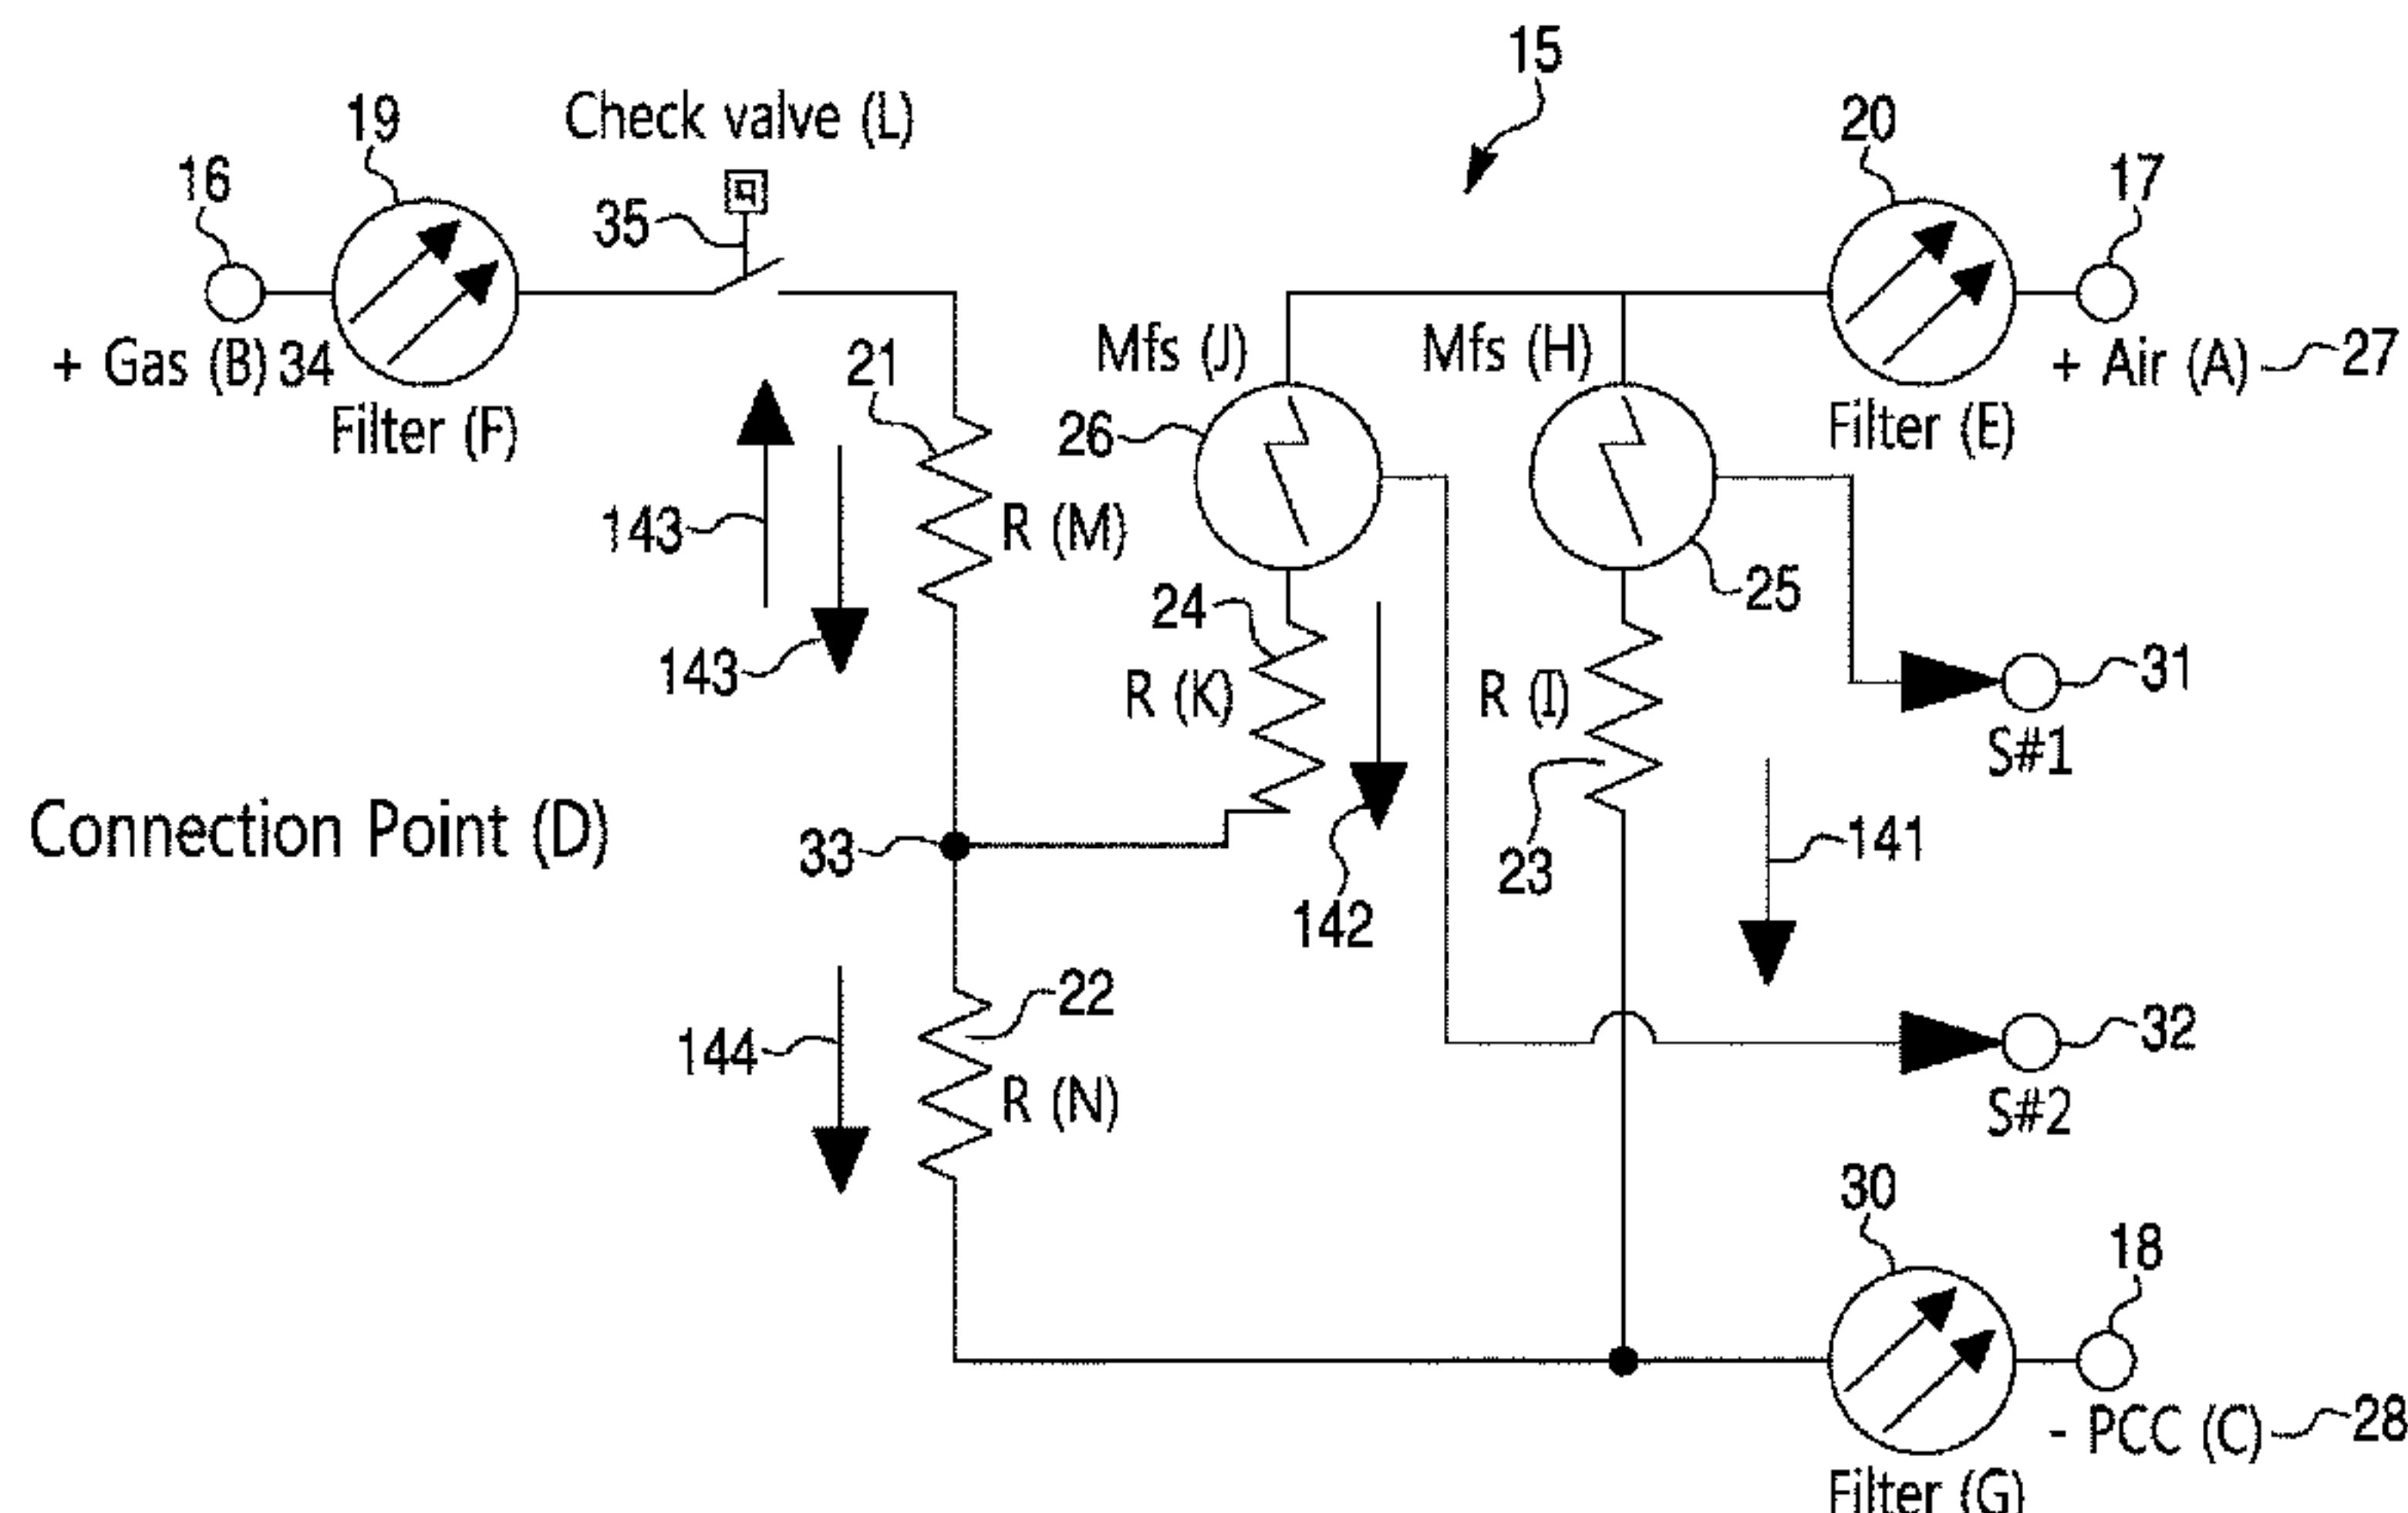 15
19
Check valve (L)
20
16
17
35
+ Gas (B) 34
21
Mfs (J)
Mfs (H)
+ Air (A)
27
Filter (F)
26
Filter (E)
143
R (M)
25
24
143
R (K)
R (I)
31
S#1
Connection Point (D)
33
23
141
142
22
144
32
R (N)
S#2
30
18
- PCC (C)
28
Filter (G)